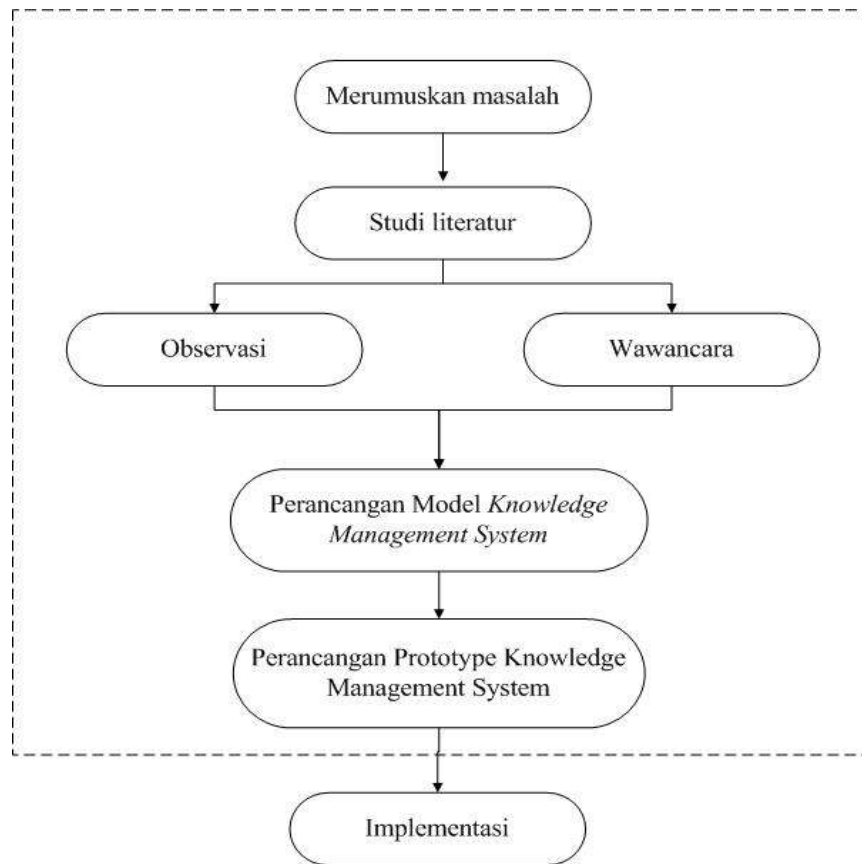 Merumuskan masalah
Studi literatur
Observasi
Wawancara
Perancangan Model Knowledge
Management System
Perancangan Prototype Knowledge
Management System
Implementasi